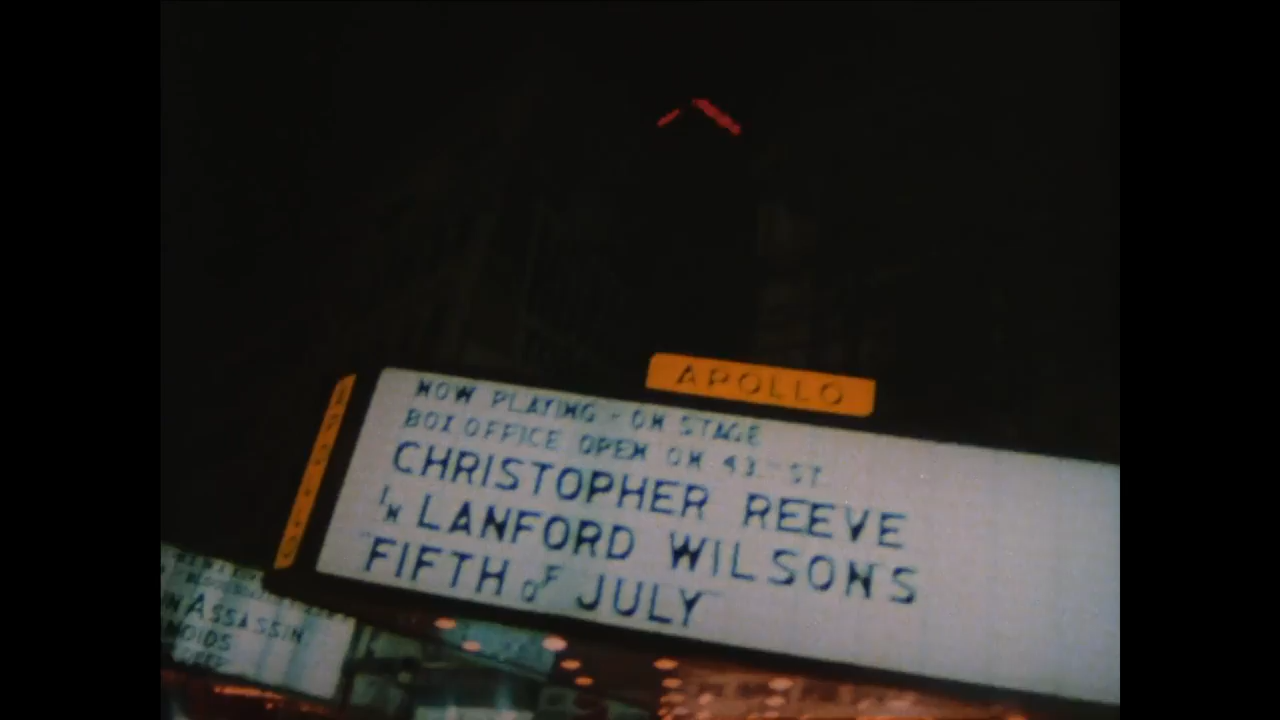 APOLLO
APOLLO
NOW PLAYING - ON STAGE
BOX OFFICE OPEN ON 43 ST
CHRISTOPHER REEVE
IN LANFORD WILSONS
FIFTH OF JULY
ASSASSIN